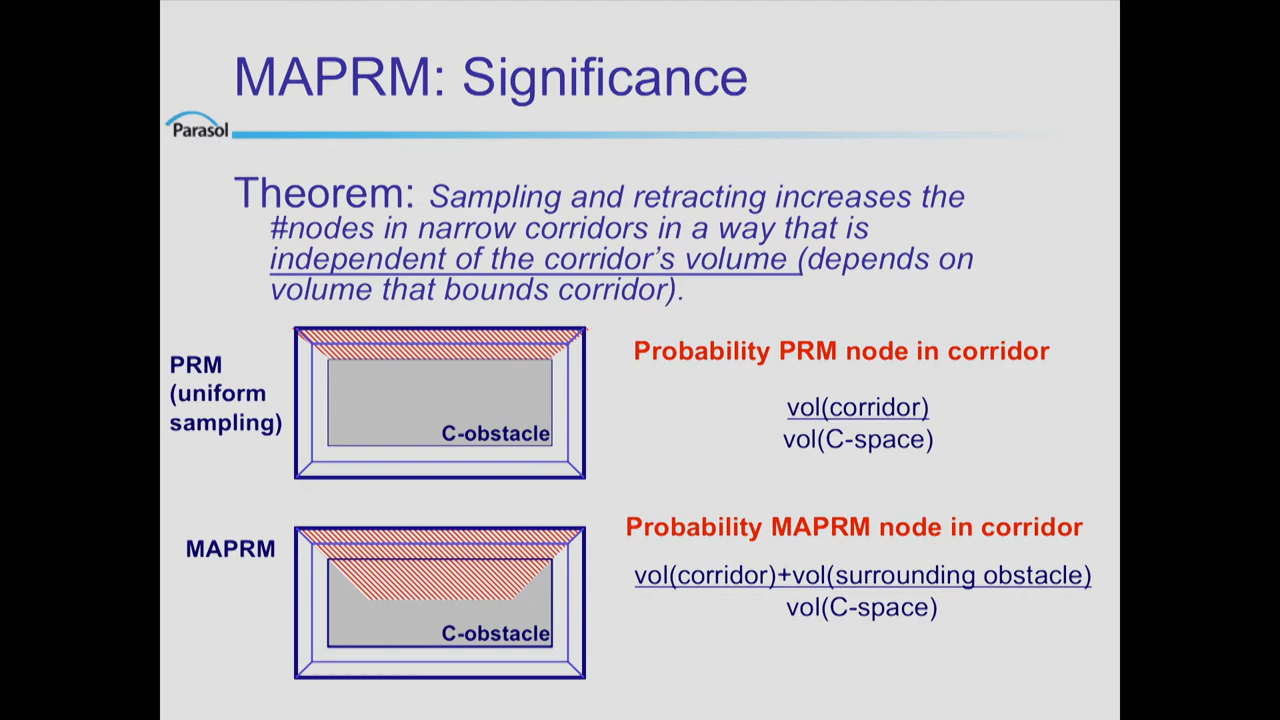 MAPRM: Significance
Parasol
Theorem: Sampling and retracting increases the
#nodes in narrow corridors in a way that is
independent of the corridor's volume (depends on
volume that bounds corridor).
PRM
(uniform
sampling)
C-obstacle
Probability PRM node in corridor
vol(corridor)
vol(C-space)
MAPRM
C-obstacle
Probability MAPRM node in corridor
vol(corridor)+vol(surrounding obstacle)
vol(C-space)